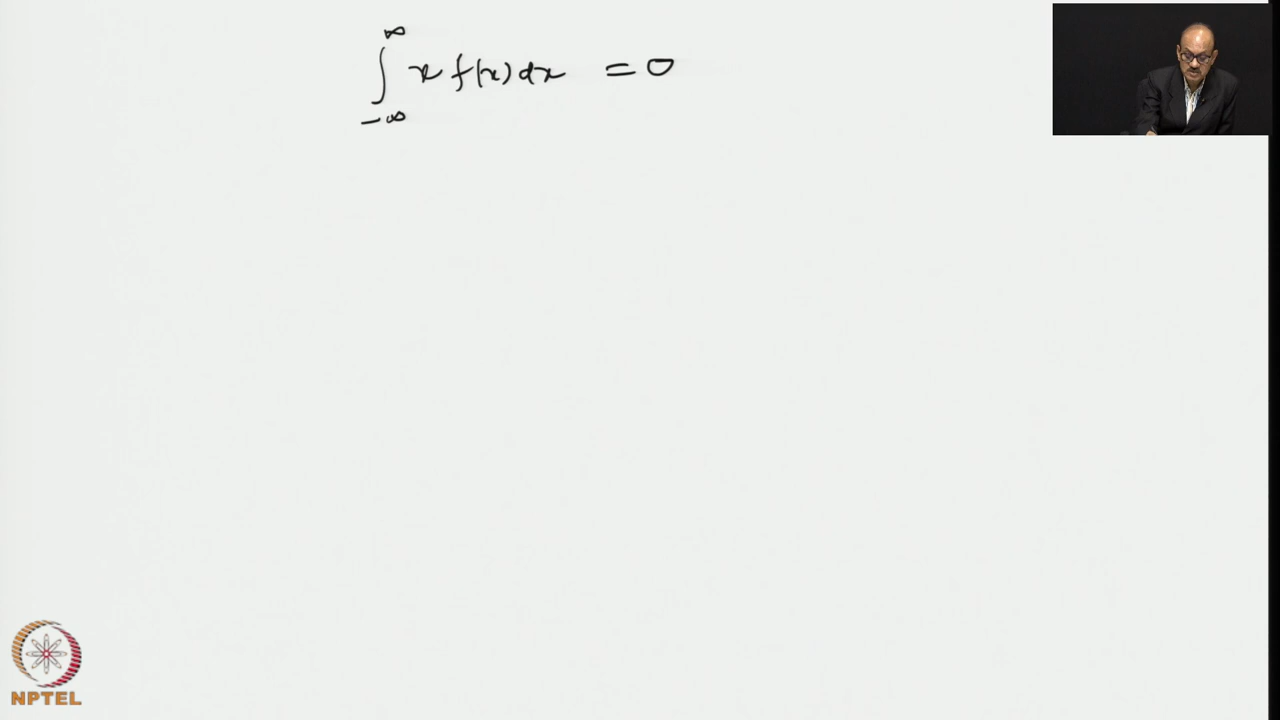 ∫_{-∞}^{∞} x f(x) dx = 0
NPTEL